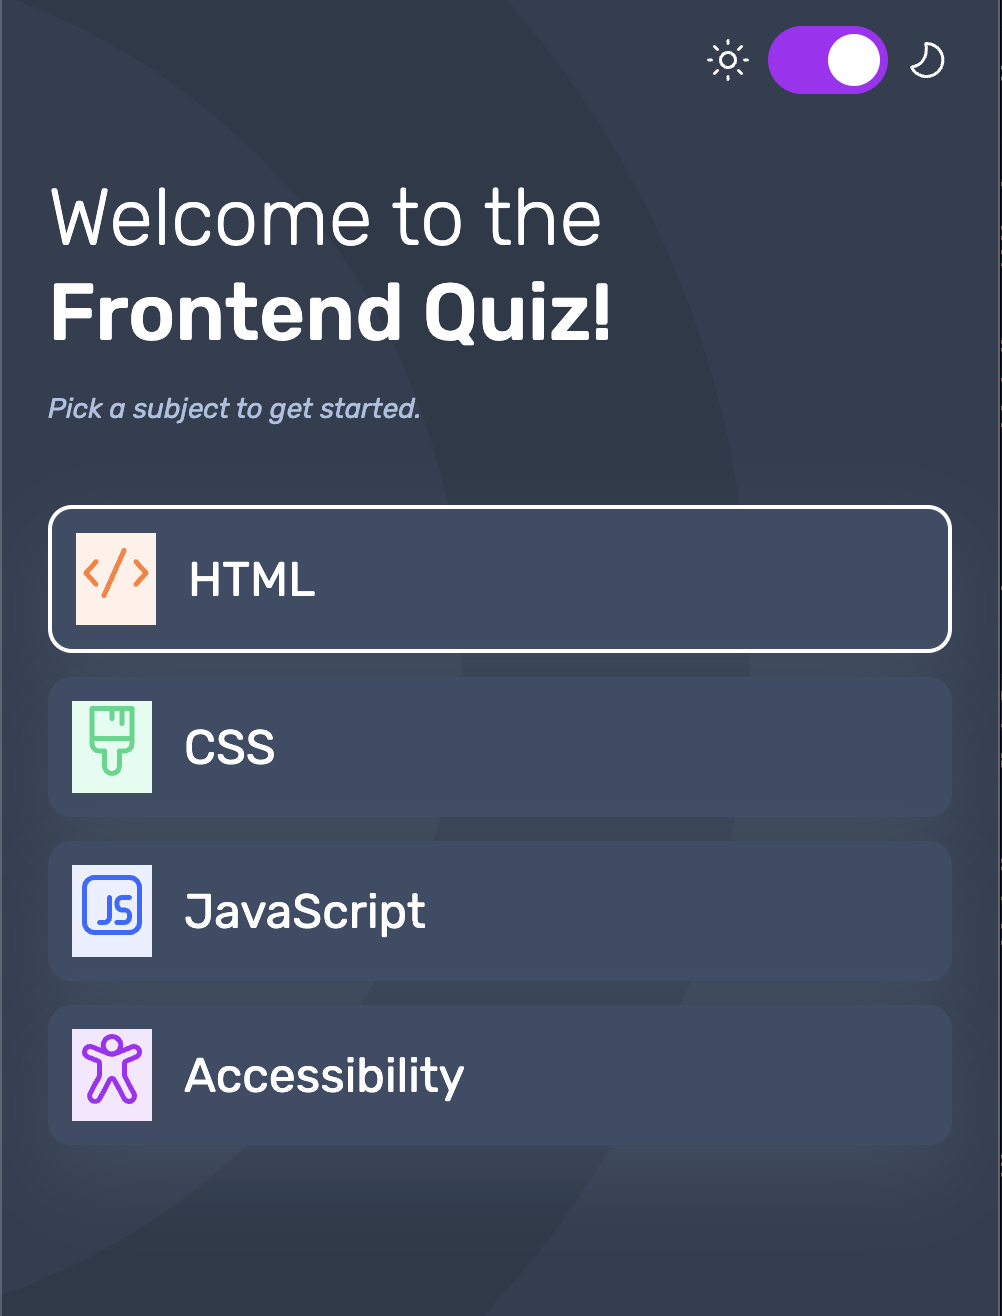 Welcome to the
Frontend Quiz!
Pick a subject to get started.
HTML
CSS
JS
JavaScript
Accessibility